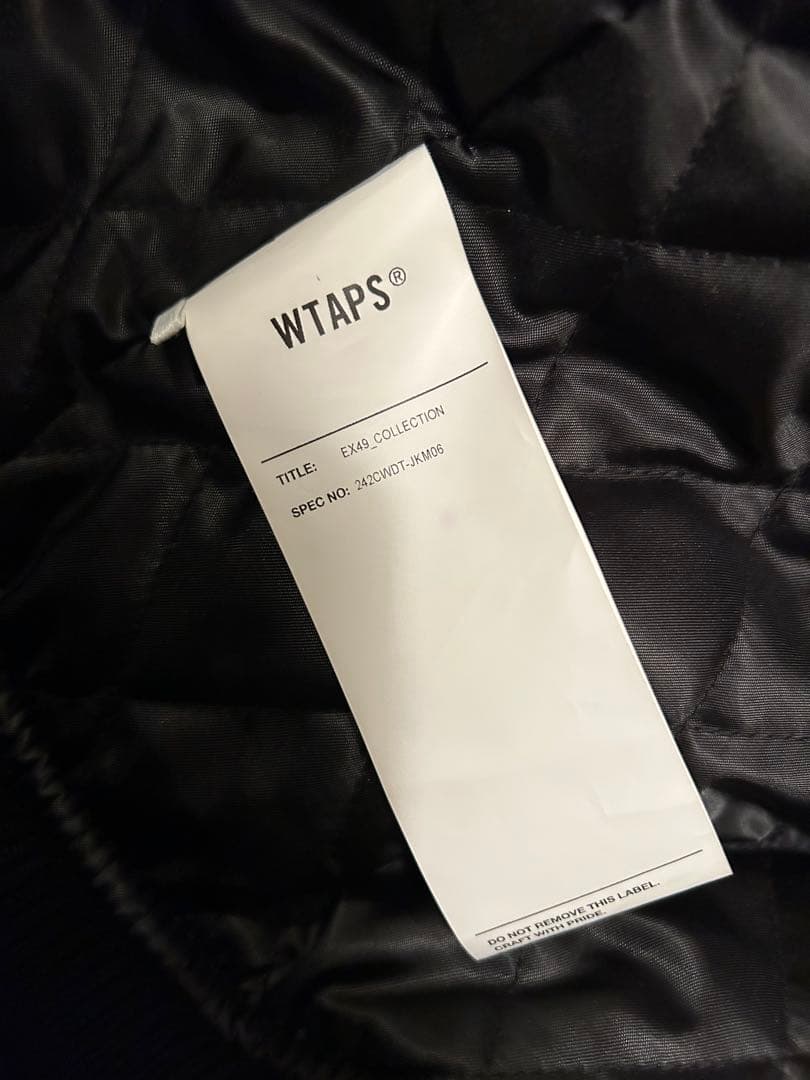 WTAPS®
TITLE: EX49_COLLECTION
SPEC NO: 242CWDT-JKM06
DO NOT REMOVE THIS LABEL.
CRAFT WITH PRIDE.